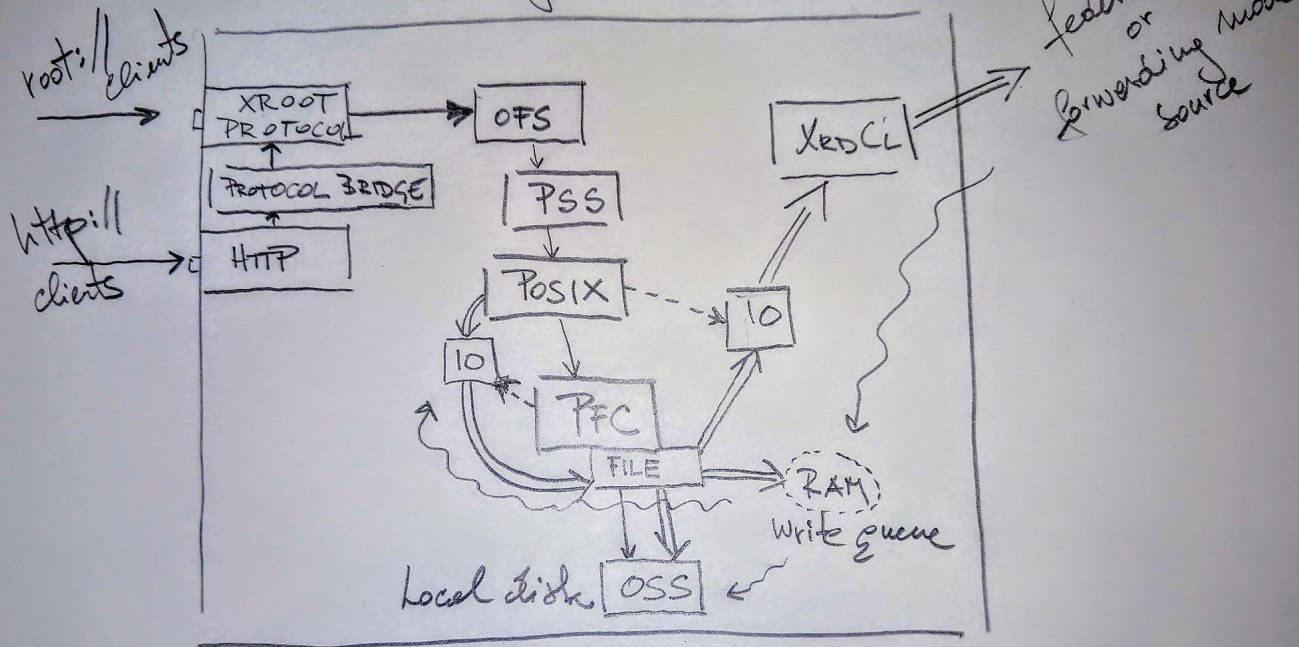 root://
clients
XROOT
PROTOCOL
OFS
XRDCL
or
forwarding
source
PROTOCOL BRIDGE
PSS
http://
clients
HTTP
POSIX
IO
IO
PFC
FILE
RAM
write queue
Local disk
OSS